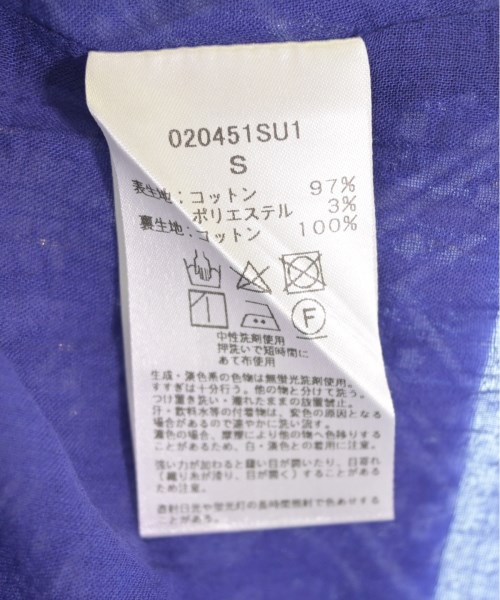 020451SU1
S
表生地:コットン 97%
ポリエステル 3%
裏生地:コットン 100%
F
中性洗剤使用
押洗いで短時間に
あて布使用
生成・淡色系の色物は無蛍光洗剤使用。
すすぎは十分行う。他の物と分けて洗う。
つけ置き洗い・濡れたままの放置禁止。
汗・飲料水等の付着物は、変色の原因となる
場合があるので速やかに洗い流す。
濃色の場合、摩擦により他の物へ色移りする
ことがあるため、白・淡色との着用に注意。
強い力が加わると縫い目が開いたり、目寄れ
(織り糸が滑り、目が開く)することがある
ため注意。
直射日光や蛍光灯の長時間照射で色あせする
ことがある。